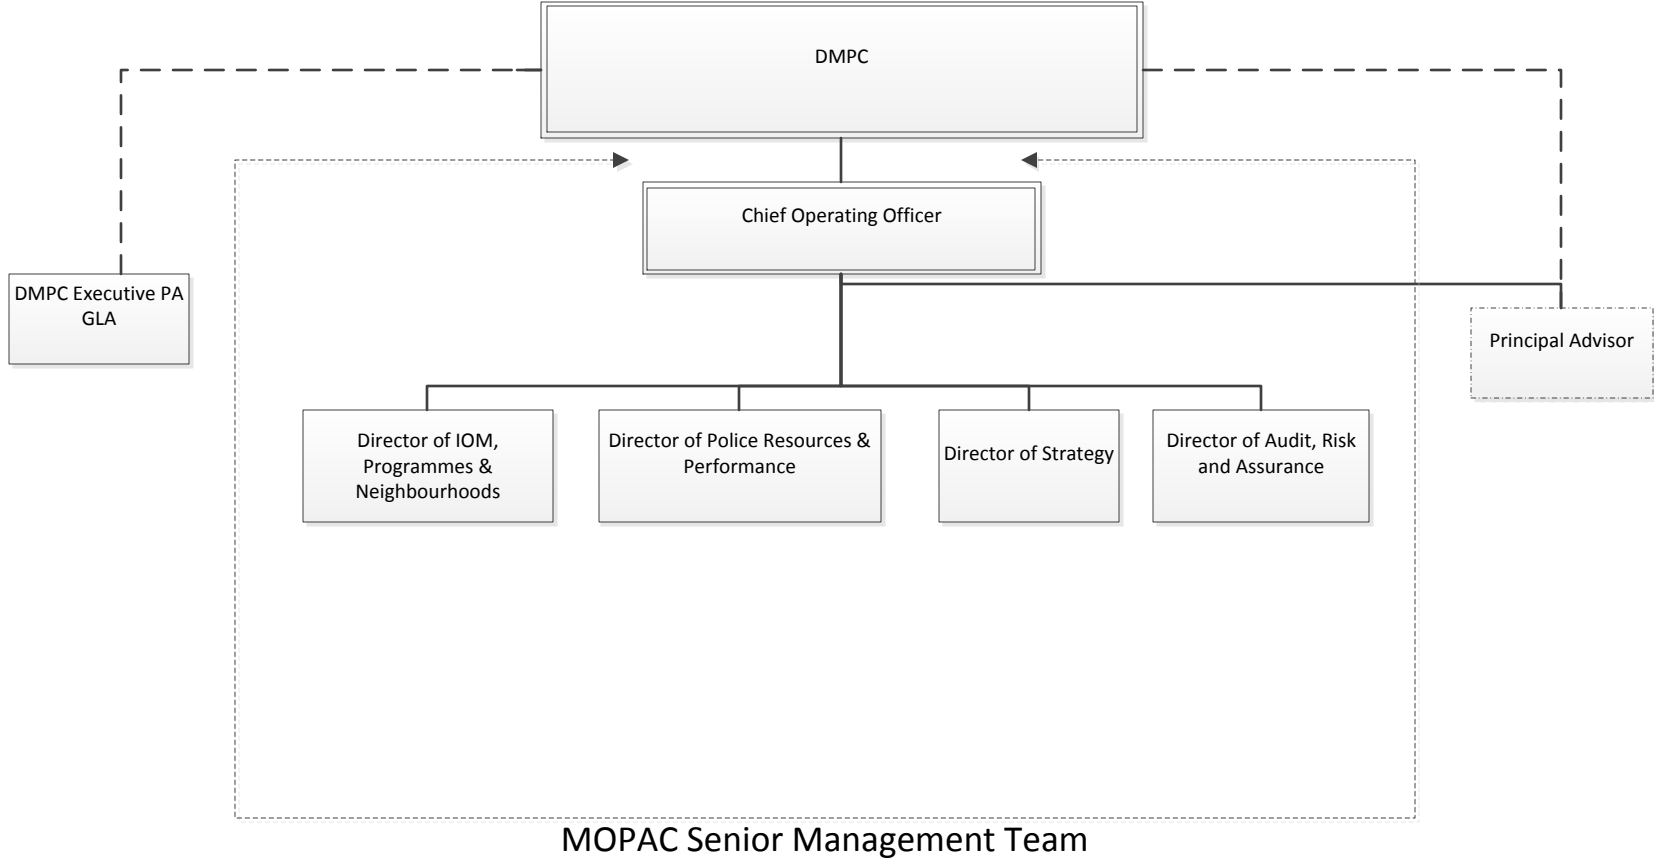 DMPC
Chief Operating Officer
DMPC Executive PA
GLA
Principal Advisor
Director of IOM,
Programmes &
Neighbourhoods
Director of Police Resources &
Performance
Director of Strategy
Director of Audit, Risk
and Assurance
MOPAC Senior Management Team